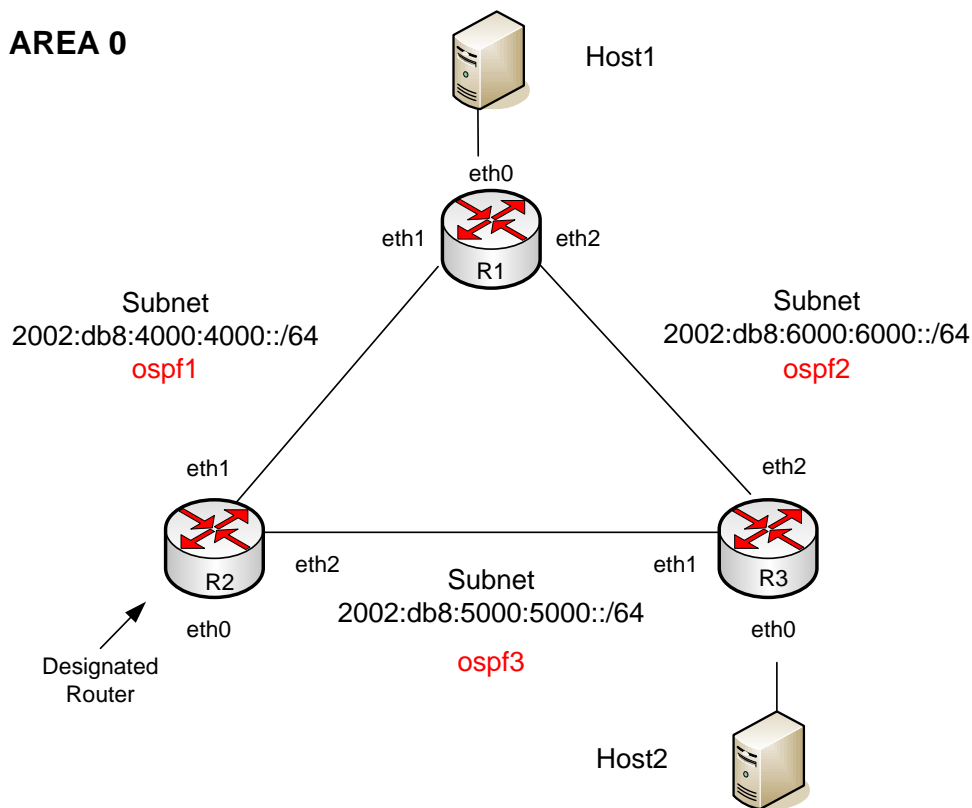 AREA 0
Host1
eth0
eth1
eth2
R1
Subnet
2002:db8:4000:4000::/64
ospf1
Subnet
2002:db8:6000:6000::/64
ospf2
eth1
eth2
R2
eth2
eth1
R3
Subnet
2002:db8:5000:5000::/64
ospf3
eth0
eth0
Designated
Router
Host2